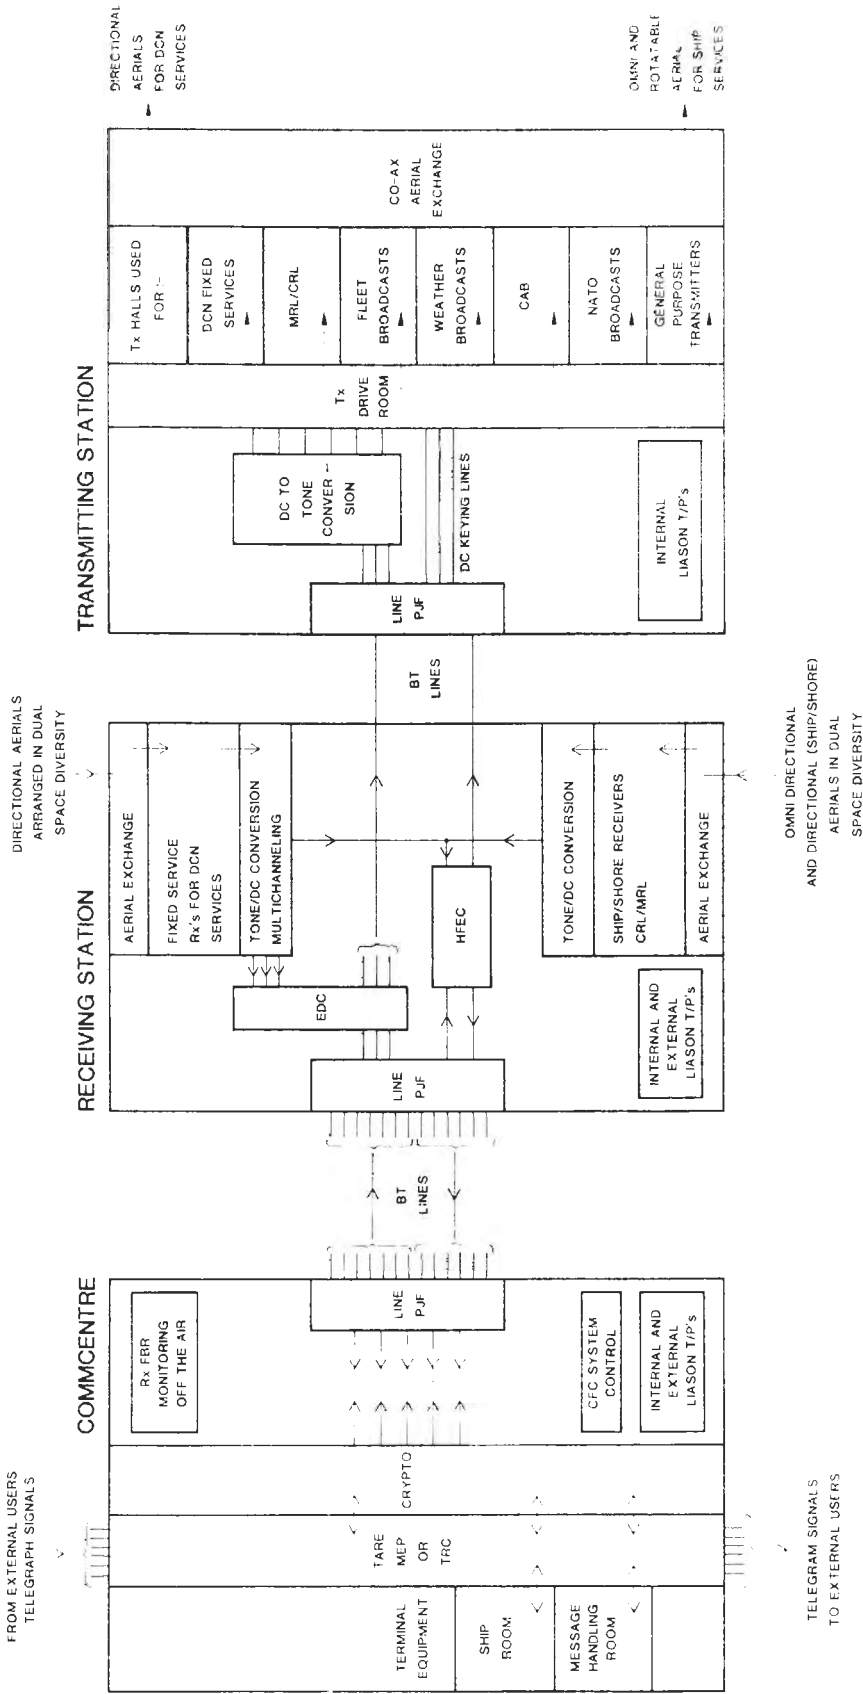 COMMCENTRE
FROM EXTERNAL USERS
TELEGRAPH SIGNALS
TERMINAL
EQUIPMENT
SHIP
ROOM
MESSAGE
HANDLING
ROOM
TARE
MEP
OR
TRC
CRYPTO
Rx FBR
MONITORING
OFF THE AIR
LINE
PJF
CFC SYSTEM
CONTROL
INTERNAL AND
EXTERNAL
LIASON T/P's
TELEGRAM SIGNALS
TO EXTERNAL USERS
BT
LINES
RECEIVING STATION
DIRECTIONAL AERIALS
ARRANGED IN DUAL
SPACE DIVERSITY
AERIAL EXCHANGE
FIXED SERVICE
Rx's FOR DCN
SERVICES
TONE/DC CONVERSION
MULTICHANNELING
EDC
LINE
PJF
HFEC
TONE/DC CONVERSION
SHIP/SHORE RECEIVERS
CRL/MRL
AERIAL EXCHANGE
INTERNAL AND
EXTERNAL
LIASON T/P's
OMNI DIRECTIONAL
AND DIRECTIONAL (SHIP/SHORE)
AERIALS IN DUAL
SPACE DIVERSITY
BT
LINES
TRANSMITTING STATION
LINE
PJF
DC TO
TONE
CONVER -
SION
DC KEYING LINES
INTERNAL
LIASON T/P's
Tx
DRIVE
ROOM
Tx HALLS USED
FOR :-
DCN FIXED
SERVICES
MRL/CRL
FLEET
BROADCASTS
WEATHER
BROADCASTS
CAB
NATO
BROADCASTS
GENERAL
PURPOSE
TRANSMITTERS
CO-AX
AERIAL
EXCHANGE
DIRECTIONAL
AERIALS
FOR DCN
SERVICES
OMNI AND
ROTATABLE
AERIAL
FOR SHIP
SERVICES